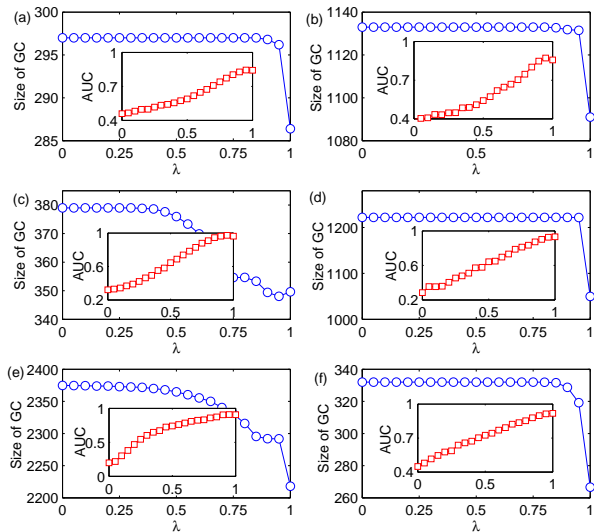 (a)
300
295
290
285
Size of GC
0 0.25 0.5 0.75 1
λ
1
0.7
0.4
AUC
0 0.5 1
(b)
1140
1120
1100
1080
Size of GC
0 0.25 0.5 0.75 1
λ
1
0.8
0.6
0.4
AUC
0.5 1
(c)
380
370
360
350
340
Size of GC
0 0.25 0.5 0.75 1
λ
1
0.6
0.2
AUC
0 0.5 1
(d)
1200
1100
1000
Size of GC
0 0.25 0.5 0.75 1
λ
1
0.6
0.2
AUC
0 0.5 1
(e)
2400
2350
2300
2250
2200
Size of GC
0 0.25 0.5 0.75 1
λ
1
0.5
0
AUC
0 0.5 1
(f)
340
320
300
280
260
Size of GC
0 0.25 0.5 0.75 1
λ
1
0.7
0.4
AUC
0 0.5 1